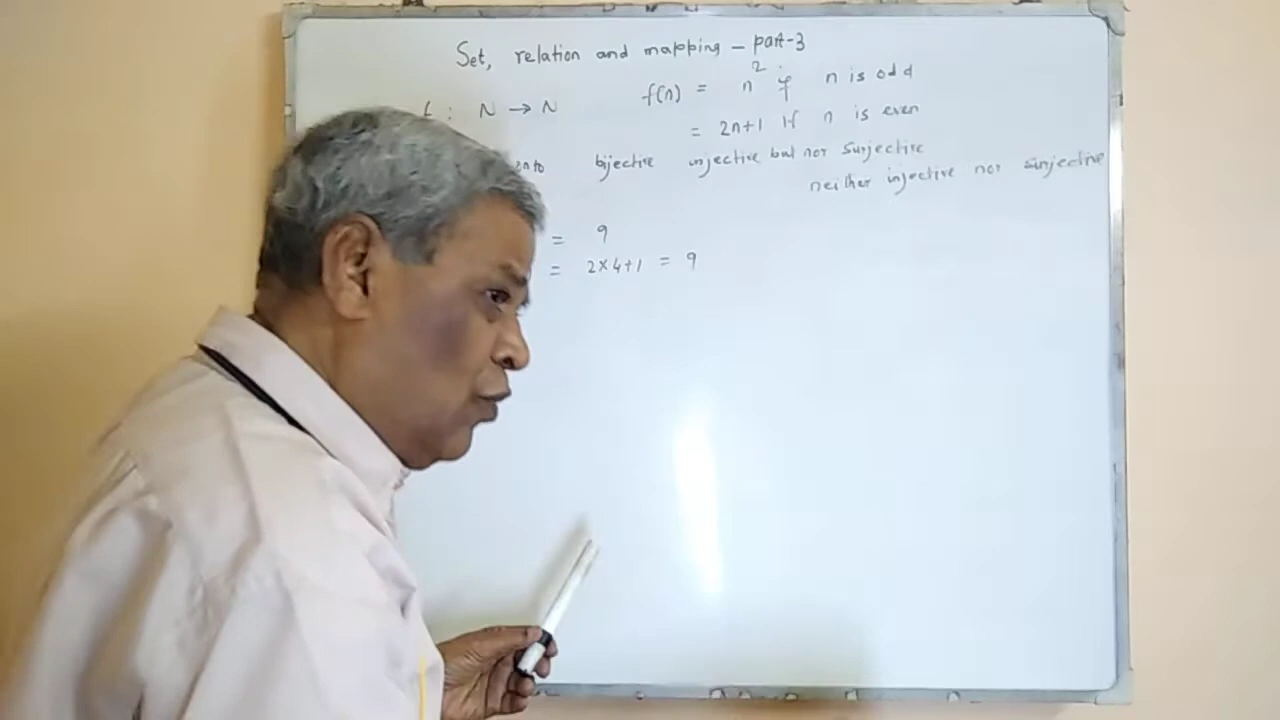 Set, relation and mapping – part-3
f : N → N f(n) = n² if n is odd
= 2n+1 if n is even
onto bijective injective but not surjective
neither injective nor surjective
= 9
= 2×4+1 = 9